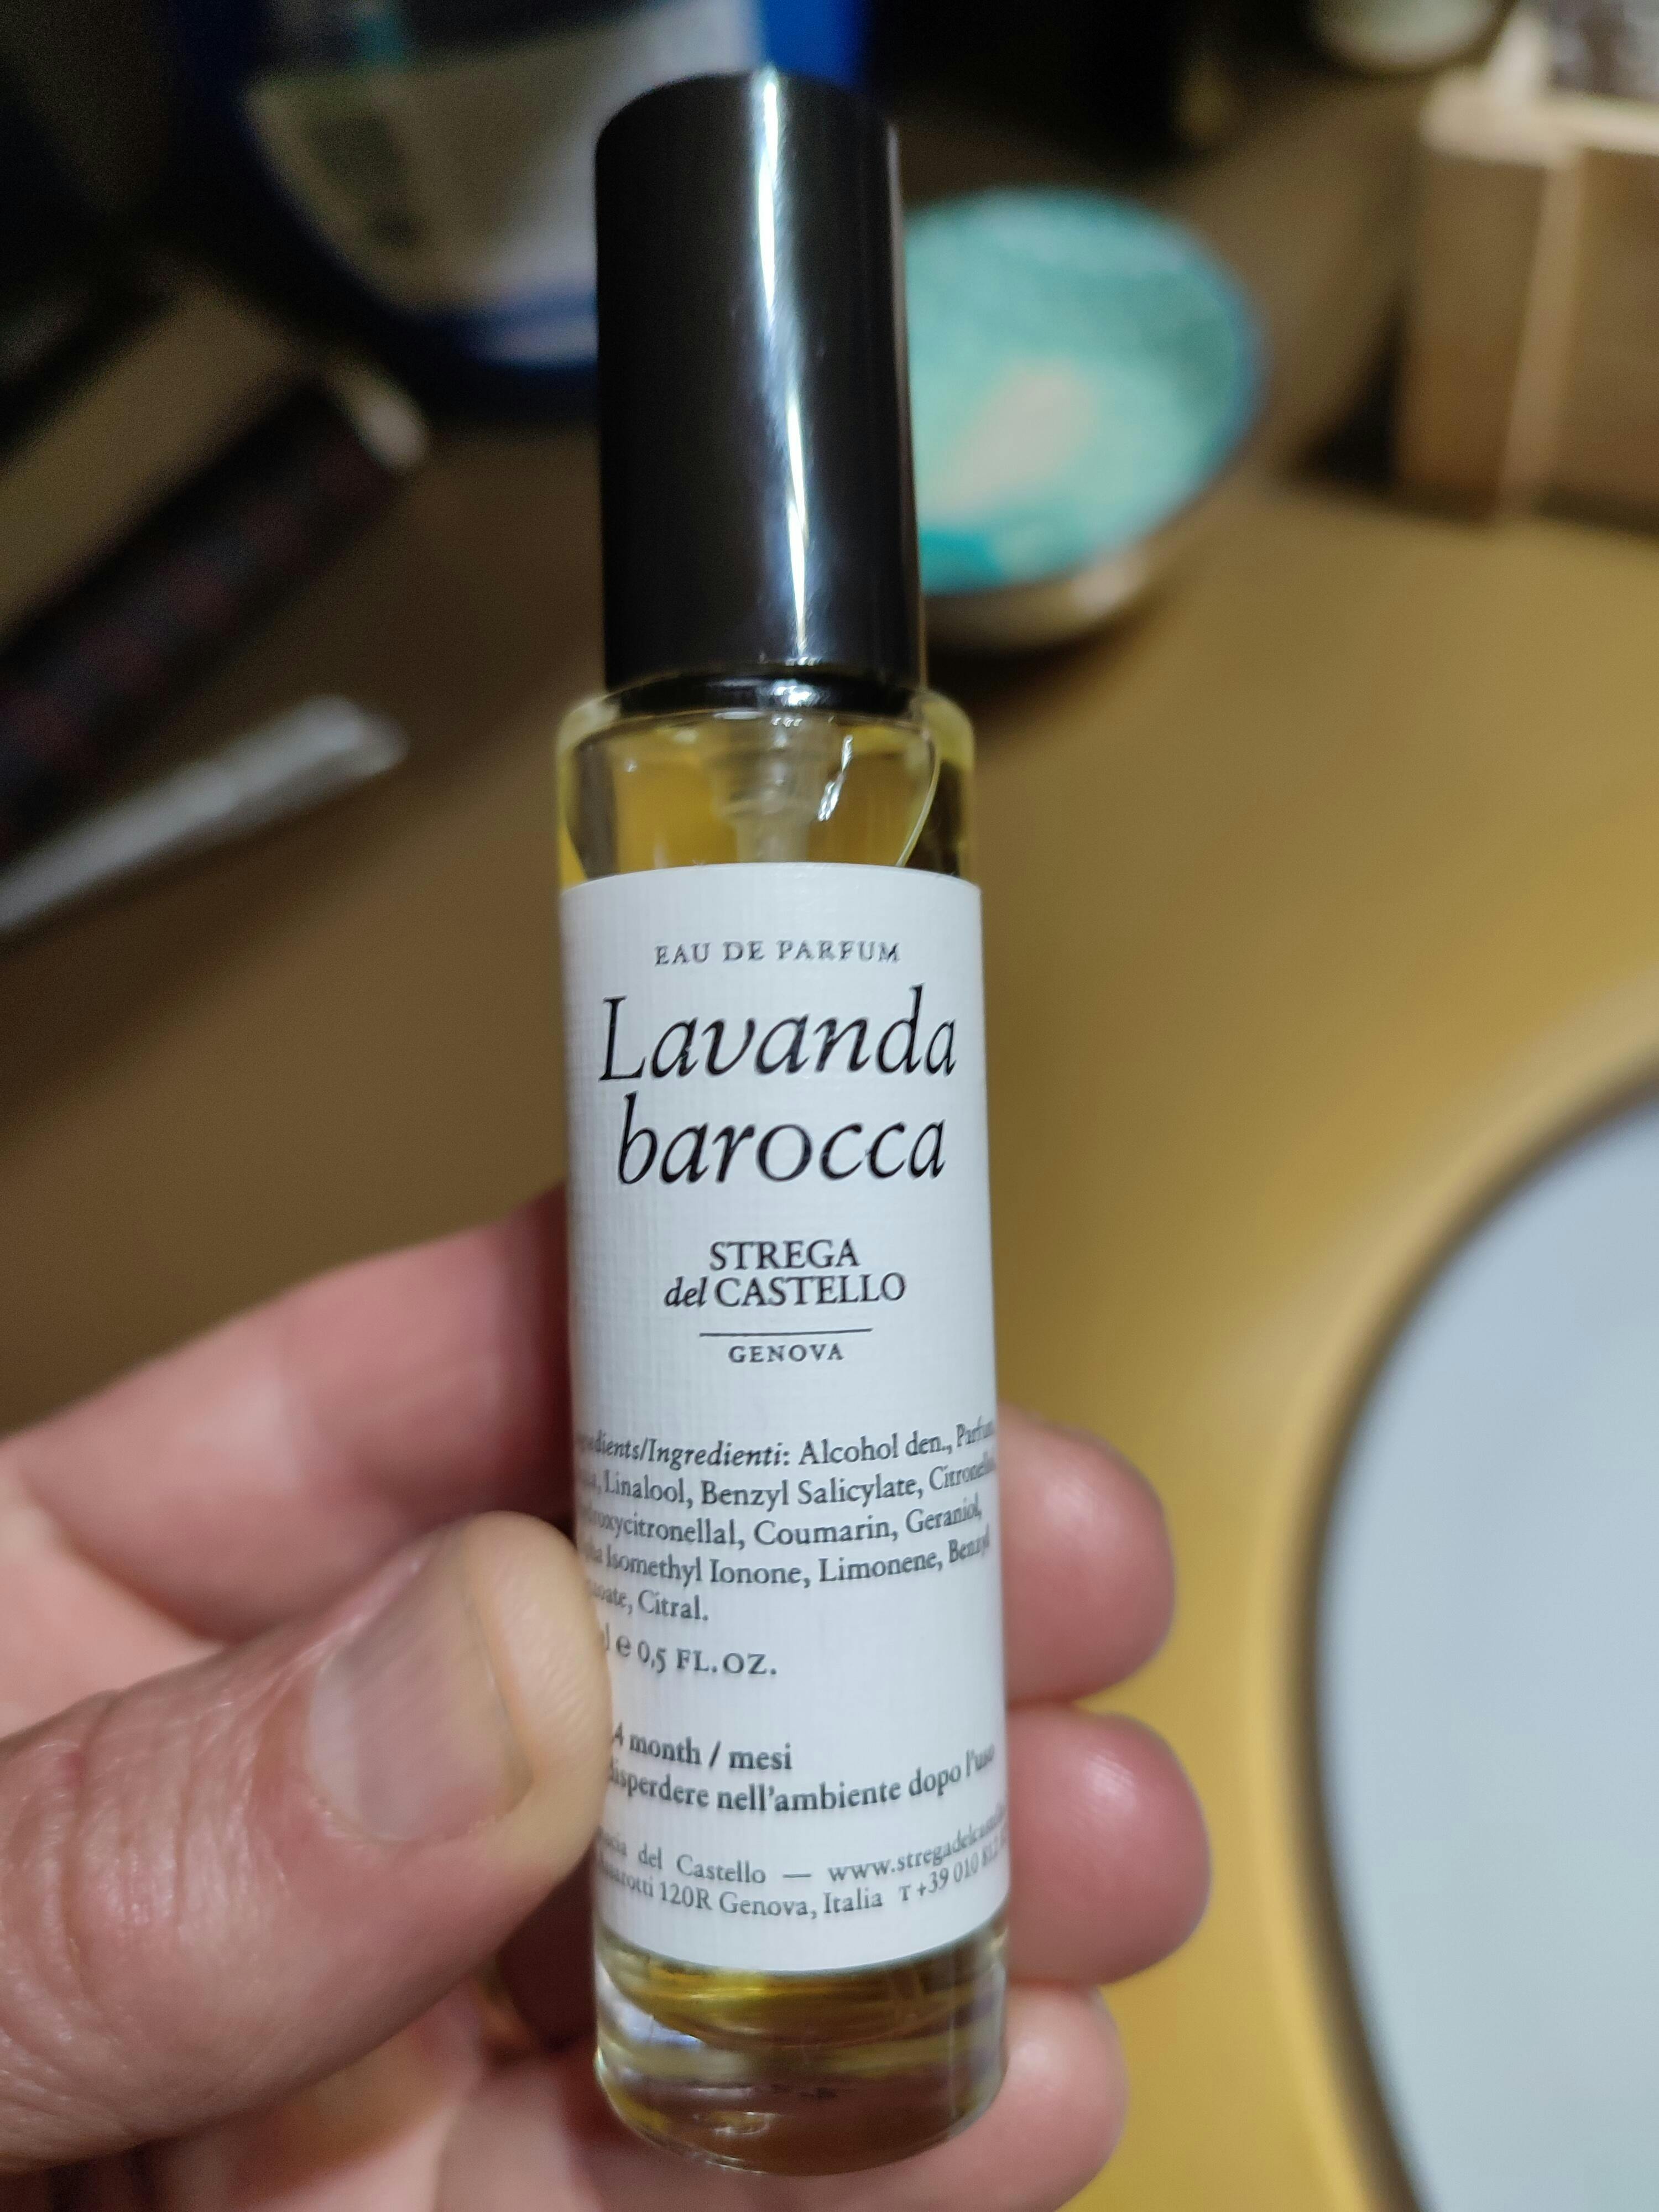 EAU DE PARFUM
Lavanda
barocca
STREGA
del CASTELLO
GENOVA
/Ingredienti: Alcohol den.,
Linalool, Benzyl Salicylate,
Coumarin, Geraniol,
Isomethyl Ionone, Limonene, Benzyl
Citral.
e 0,5 FL.OZ.
month / mesi
disperdere nell'ambiente dopo l'uso
del Castello —
120R Genova, Italia T +39 010